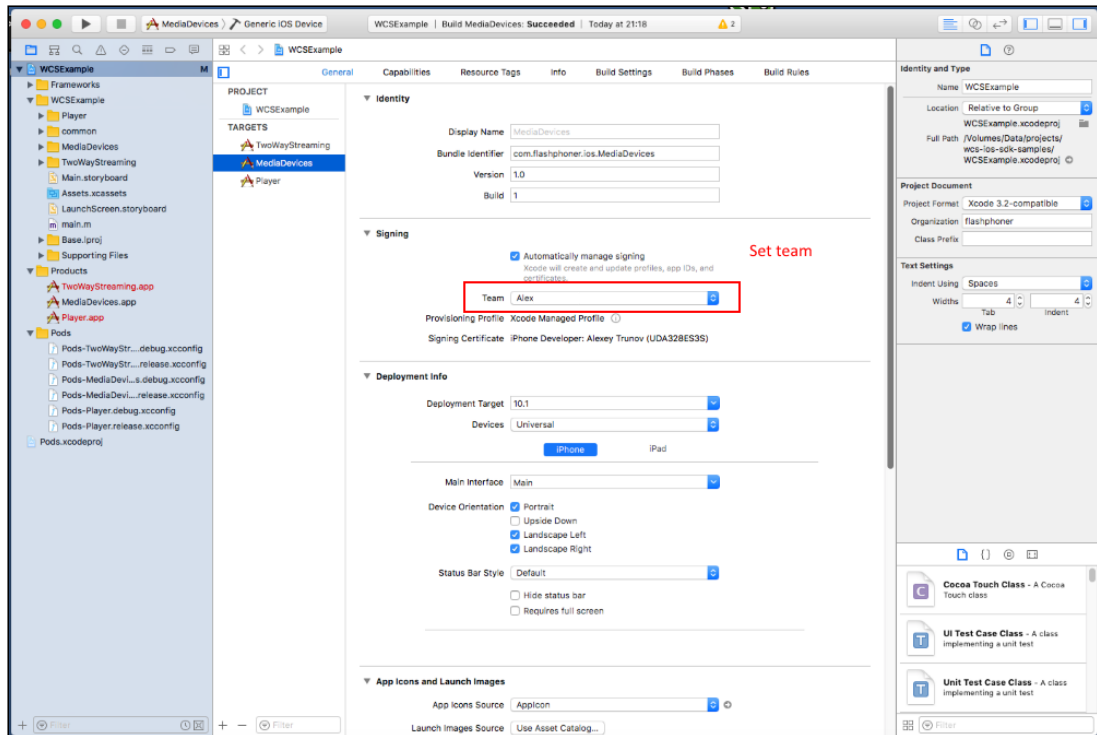 MediaDevices
Generic iOS Device
WCSExample | Build MediaDevices: Succeeded | Today at 21:18
2
WCSExample
M
Frameworks
WCSExample
Player
common
MediaDevices
TwoWayStreaming
Main.storyboard
Assets.xcassets
LaunchScreen.storyboard
m main.m
Base.lproj
Supporting Files
Products
TwoWayStreaming.app
MediaDevices.app
Player.app
Pods
Pods-TwoWayStr....debug.xcconfig
Pods-TwoWayStr....release.xcconfig
Pods-MediaDevi...s.debug.xcconfig
Pods-MediaDevi....release.xcconfig
Pods-Player.debug.xcconfig
Pods-Player.release.xcconfig
Pods.xcodeproj
Filter
WCSExample
General Capabilities Resource Tags Info Build Settings Build Phases Build Rules
PROJECT
WCSExample
TARGETS
TwoWayStreaming
MediaDevices
Player
Filter
Identity
Display Name MediaDevices
Bundle Identifier com.flashphoner.ios.MediaDevices
Version 1.0
Build 1
Signing
Automatically manage signing
Xcode will create and update profiles, app IDs, and
certificates.
Set team
Team Alex
Provisioning Profile Xcode Managed Profile
Signing Certificate iPhone Developer: Alexey Trunov (UDA328ES3S)
Deployment Info
Deployment Target 10.1
Devices Universal
iPhone iPad
Main Interface Main
Device Orientation Portrait
Upside Down
Landscape Left
Landscape Right
Status Bar Style Default
Hide status bar
Requires full screen
App Icons and Launch Images
App Icons Source AppIcon
Launch Images Source Use Asset Catalog...
Identity and Type
Name WCSExample
Location Relative to Group
WCSExample.xcodeproj
Full Path /Volumes/Data/projects/
wcs-ios-sdk-samples/
WCSExample.xcodeproj
Project Document
Project Format Xcode 3.2-compatible
Organization flashphoner
Class Prefix
Text Settings
Indent Using Spaces
Widths 4 4
Tab Indent
Wrap lines
{}
C
Cocoa Touch Class - A Cocoa
Touch class
T
UI Test Case Class - A class
implementing a unit test
T
Unit Test Case Class - A class
implementing a unit test
Filter